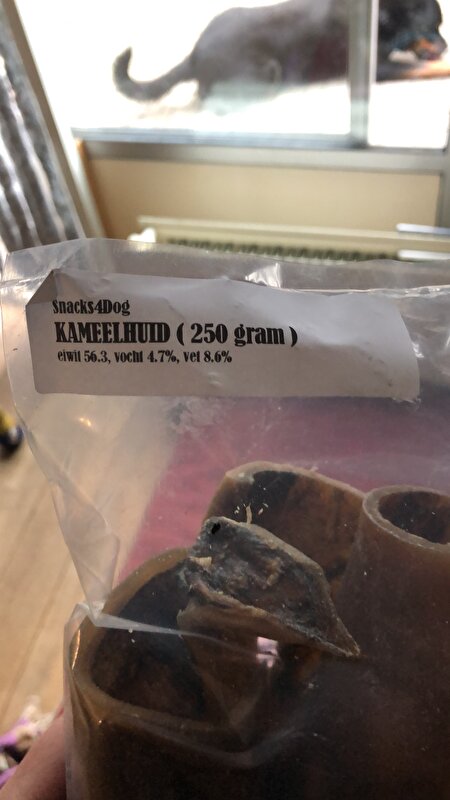 Snacks4Dog
KAMEELHUID ( 250 gram )
eiwit 56.3, vocht 4.7%, vet 8.6%